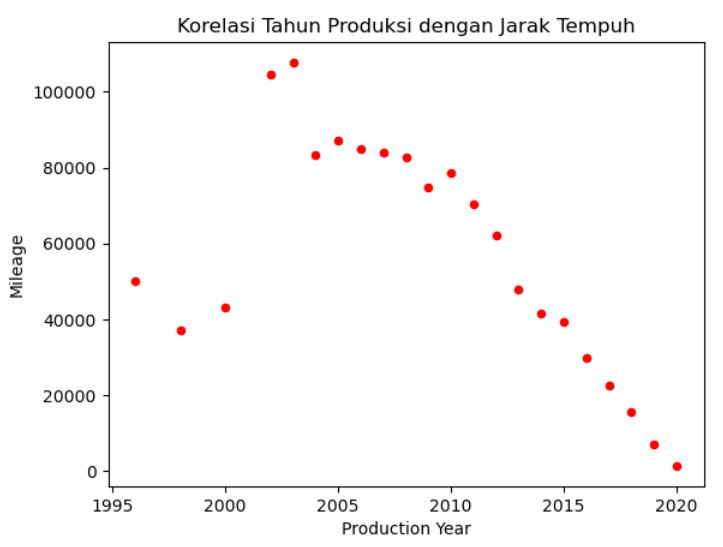 Korelasi Tahun Produksi dengan Jarak Tempuh
100000
80000
60000
40000
20000
0
Mileage
1995 2000 2005 2010 2015 2020
Production Year